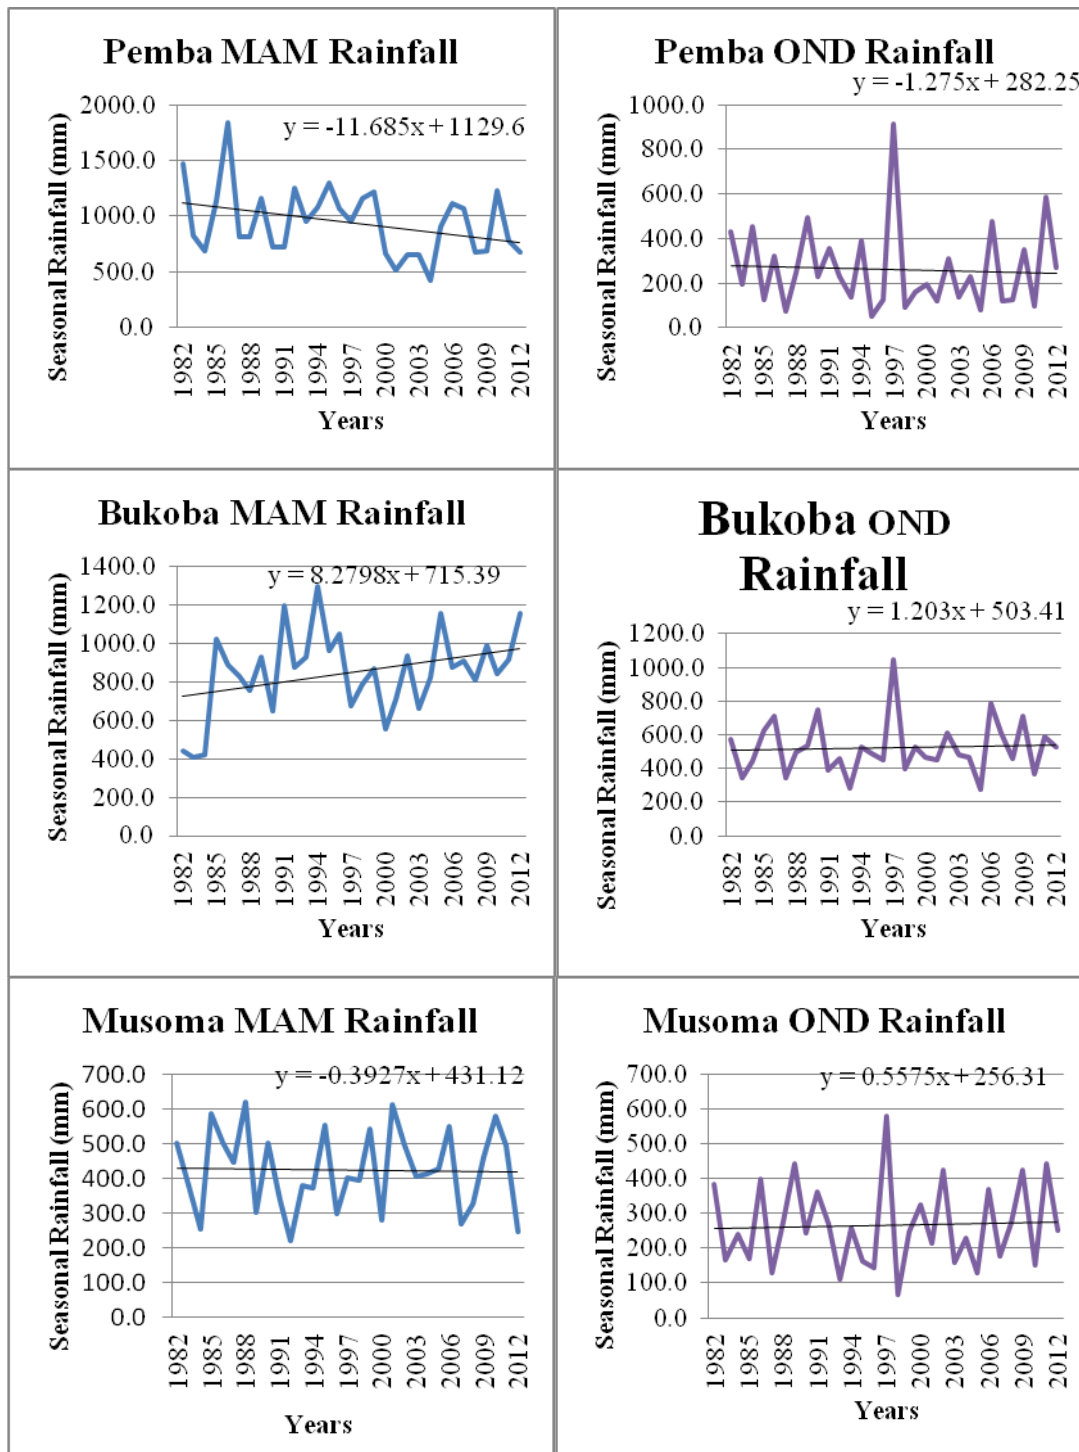 Pemba MAM Rainfall
y = -11.685x + 1129.6
Seasonal Rainfall (mm)
2000.0
1500.0
1000.0
500.0
0.0
1982 1985 1988 1991 1994 1997 2000 2003 2006 2009 2012
Years
Pemba OND Rainfall
y = -1.275x + 282.25
Seasonal Rainfall (mm)
1000.0
800.0
600.0
400.0
200.0
0.0
1982 1985 1988 1991 1994 1997 2000 2003 2006 2009 2012
Years
Bukoba MAM Rainfall
y = 8.2798x + 715.39
Seasonal Rainfall (mm)
1400.0
1200.0
1000.0
800.0
600.0
400.0
200.0
0.0
1982 1985 1988 1991 1994 1997 2000 2003 2006 2009 2012
Years
Bukoba OND
Rainfall
y = 1.203x + 503.41
Seasonal Rainfall (mm)
1200.0
1000.0
800.0
600.0
400.0
200.0
0.0
1982 1985 1988 1991 1994 1997 2000 2003 2006 2009 2012
Years
Musoma MAM Rainfall
y = -0.3927x + 431.12
Seasonal Rainfall (mm)
700.0
600.0
500.0
400.0
300.0
200.0
100.0
0.0
1982 1985 1988 1991 1994 1997 2000 2003 2006 2009 2012
Years
Musoma OND Rainfall
y = 0.5575x + 256.31
Seasonal Rainfall (mm)
700.0
600.0
500.0
400.0
300.0
200.0
100.0
0.0
1982 1985 1988 1991 1994 1997 2000 2003 2006 2009 2012
Years